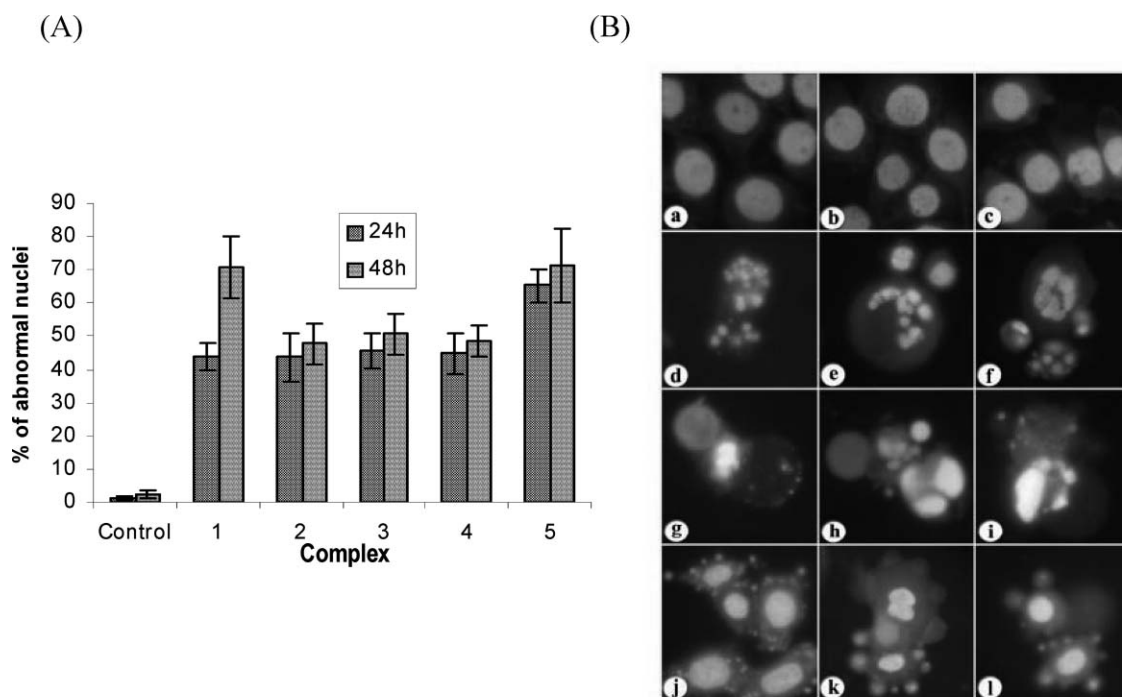 (A)
(B)
% of abnormal nuclei
90
80
70
60
50
40
30
20
10
0
24h
48h
Control 1 2 3 4 5
Complex
a b c
d e f
g h i
j k l